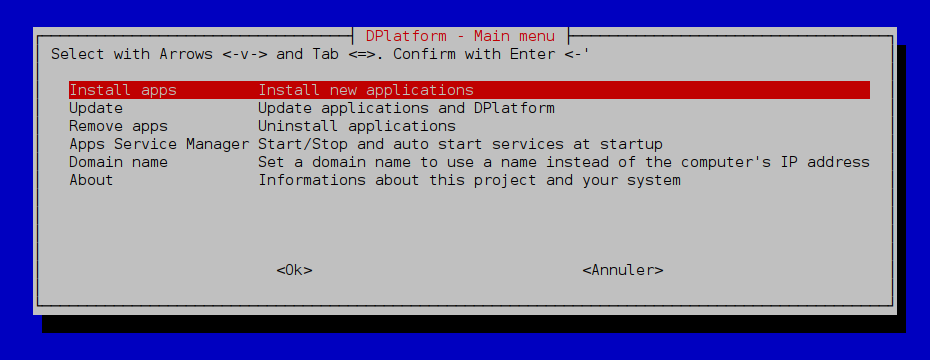 DPlatform - Main menu
Select with Arrows <-v-> and Tab <=>. Confirm with Enter <-'
Install apps Install new applications
Update Update applications and DPlatform
Remove apps Uninstall applications
Apps Service Manager Start/Stop and auto start services at startup
Domain name Set a domain name to use a name instead of the computer's IP address
About Informations about this project and your system
<Ok> <Annuler>